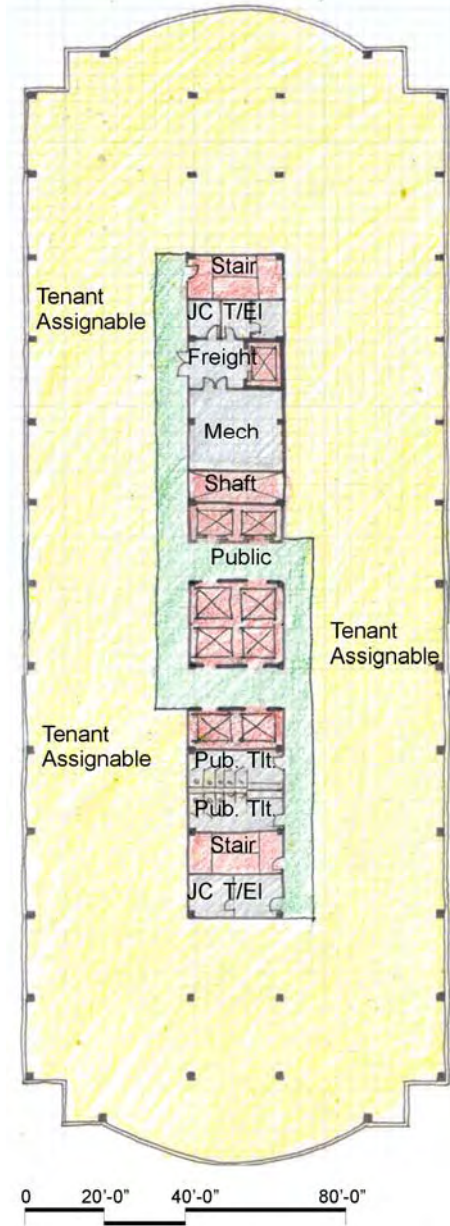 Stair
Tenant
Assignable
JC T/El
Freight
Mech
Shaft
Public
Tenant
Assignable
Tenant
Assignable
Pub. Tlt.
Pub. Tlt.
Stair
JC T/El
0 20'-0" 40'-0" 80'-0"